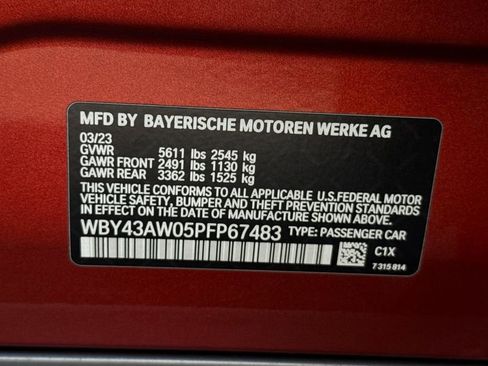 MFD BY BAYERISCHE MOTOREN WERKE AG
03/23
GVWR 5611 lbs 2545 kg
GAWR FRONT 2491 lbs 1130 kg
GAWR REAR 3362 lbs 1525 kg
THIS VEHICLE CONFORMS TO ALL APPLICABLE U.S.FEDERAL MOTOR
VEHICLE SAFETY, BUMPER AND THEFT PREVENTION STANDARDS IN
EFFECT ON THE DATE OF MANUFACTURE SHOWN ABOVE.
WBY43AW05PFP67483 TYPE: PASSENGER CAR
C1X
7 315 814